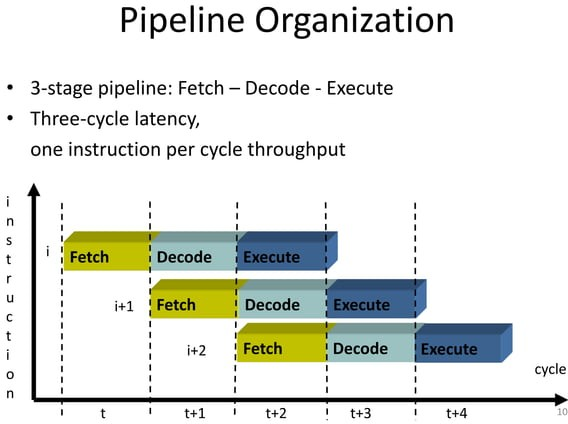 Pipeline Organization
• 3-stage pipeline: Fetch – Decode - Execute
• Three-cycle latency,
one instruction per cycle throughput
instruction
i
Fetch Decode Execute
i+1
Fetch Decode Execute
i+2
Fetch Decode Execute
cycle
t t+1 t+2 t+3 t+4
10